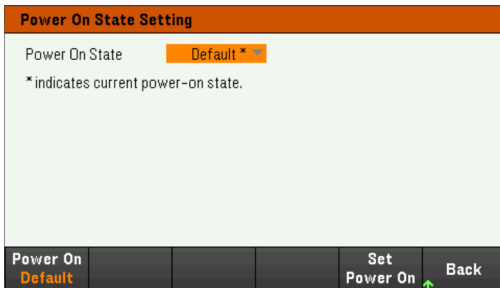 Power On State Setting
Power On State Default *
* indicates current power-on state.
Power On
Default
Set
Power On
Back